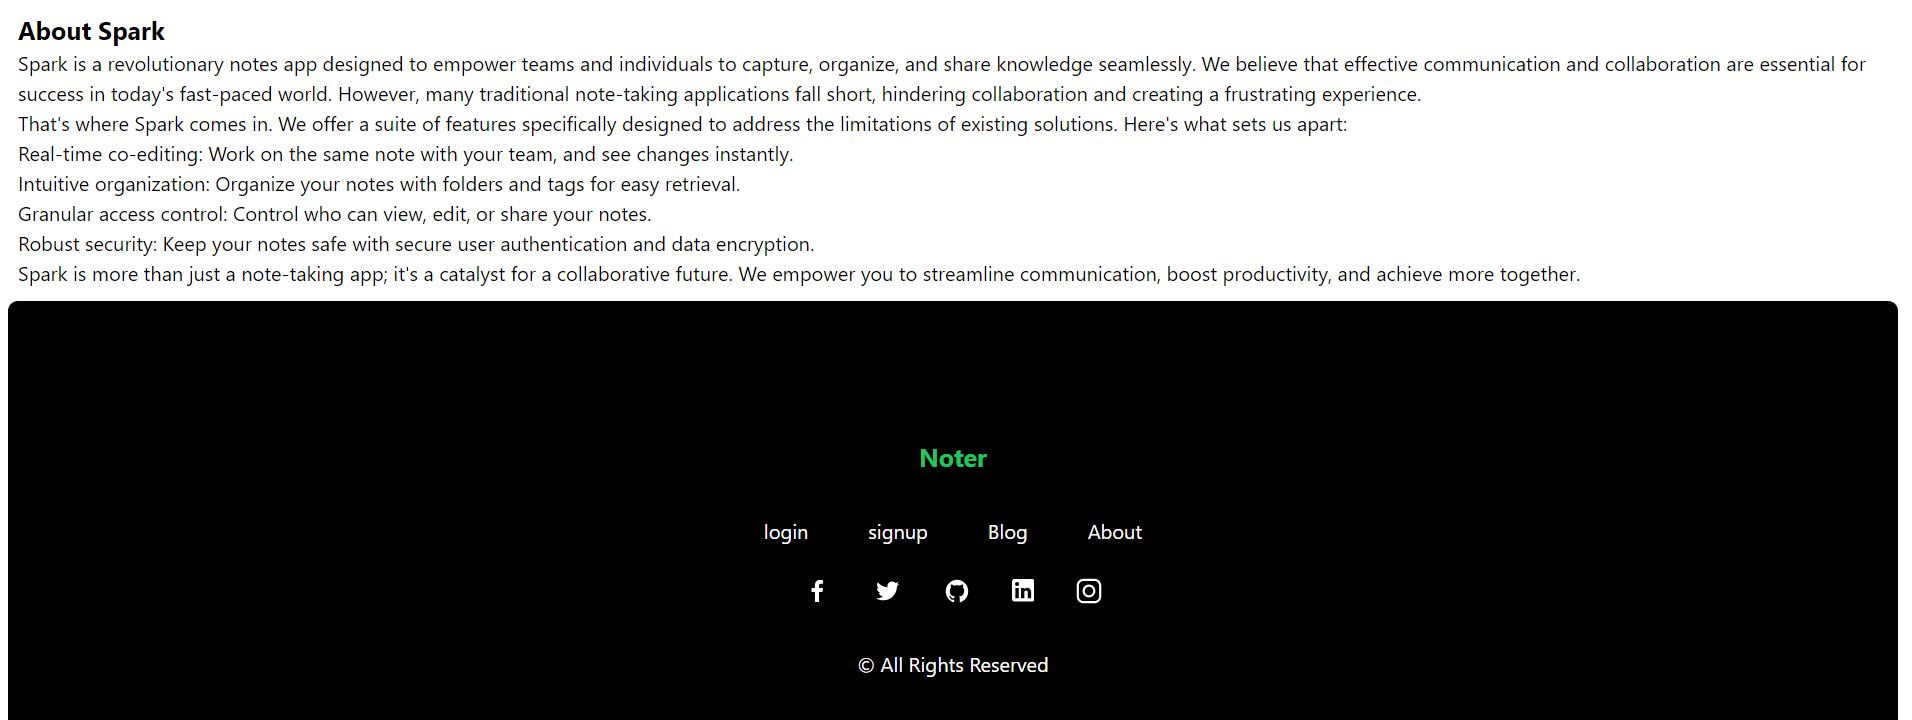 About Spark
Spark is a revolutionary notes app designed to empower teams and individuals to capture, organize, and share knowledge seamlessly. We believe that effective communication and collaboration are essential for
success in today's fast-paced world. However, many traditional note-taking applications fall short, hindering collaboration and creating a frustrating experience.
That's where Spark comes in. We offer a suite of features specifically designed to address the limitations of existing solutions. Here's what sets us apart:
Real-time co-editing: Work on the same note with your team, and see changes instantly.
Intuitive organization: Organize your notes with folders and tags for easy retrieval.
Granular access control: Control who can view, edit, or share your notes.
Robust security: Keep your notes safe with secure user authentication and data encryption.
Spark is more than just a note-taking app; it's a catalyst for a collaborative future. We empower you to streamline communication, boost productivity, and achieve more together.
Noter
login signup Blog About
© All Rights Reserved